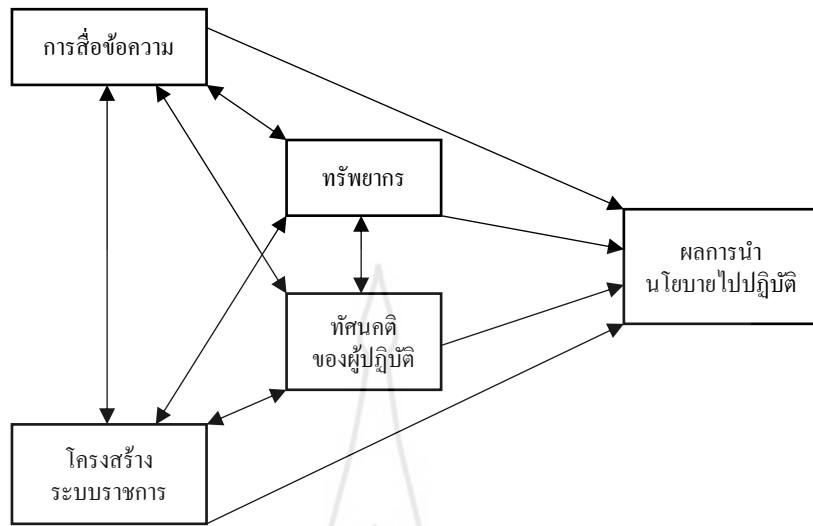 การสื่อข้อความ
ทรัพยากร
ผลการนำ
นโยบายไปปฏิบัติ
ทัศนคติ
ของผู้ปฏิบัติ
โครงสร้าง
ระบบราชการ